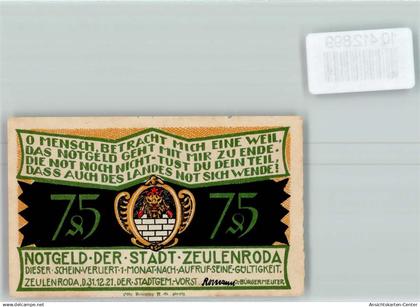 10412899
O MENSCH, BETRACHT MICH EINE WEIL,
DAS NOTGELD GEHT MIT MIR ZU ENDE.
DIE NOT NOCH NICHT-TUST DU DEIN TEIL,
DASS AUCH DES LANDES NOT SICH WENDE!
75 75
NOTGELD·DER·STADT·ZEULENRODA
DIESER·SCHEIN·VERLIERT·1·MONAT·NACH·AUFRUF·SEINE·GÜLTIGKEIT.
ZEULENRODA, D.31.12.21. DER STADTGEM.-VORST. BÜRGERMEISTER
Ansichtskarten-Center